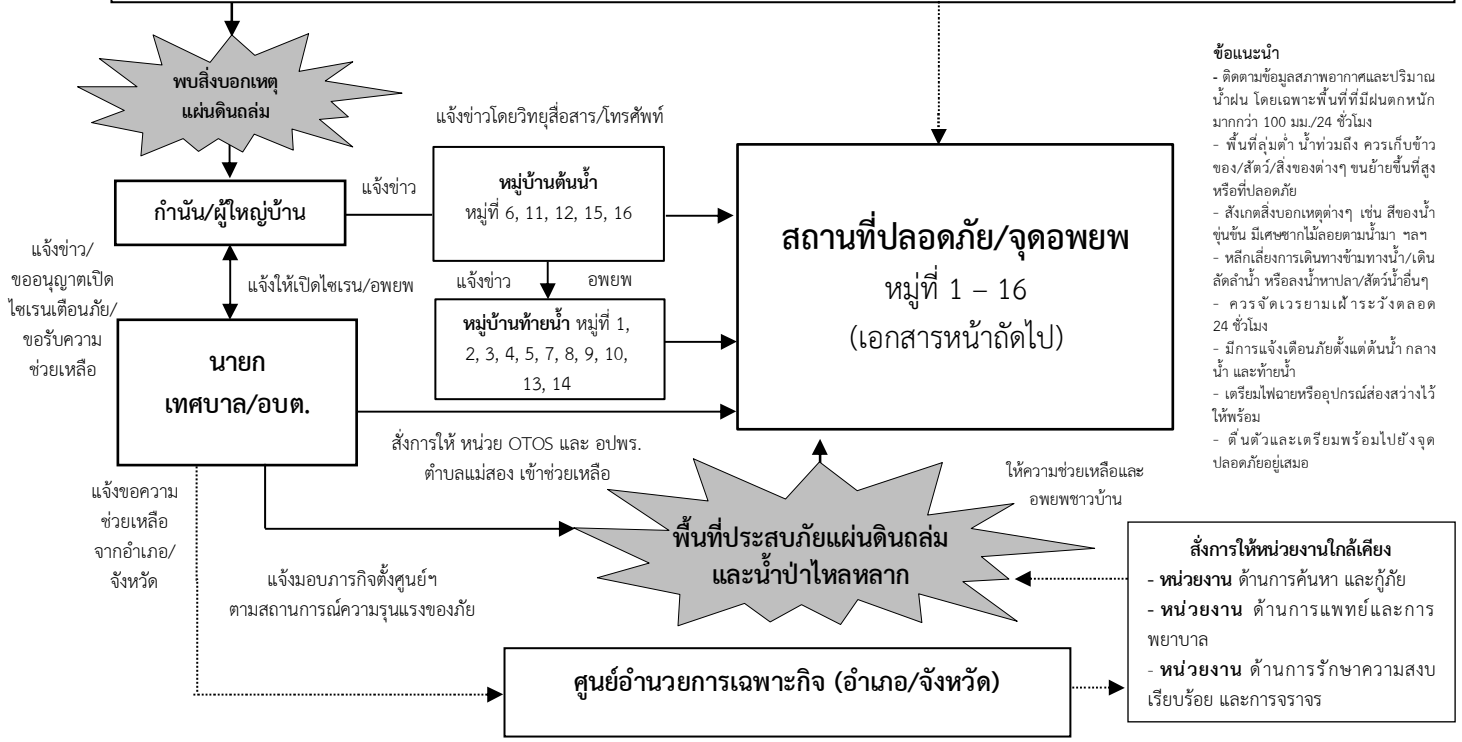 พบสิ่งบอกเหตุ
แผ่นดินถล่ม
แจ้งข่าวโดยวิทยุสื่อสาร/โทรศัพท์
กำนัน/ผู้ใหญ่บ้าน
แจ้งข่าว
หมู่บ้านต้นน้ำ
หมู่ที่ 6, 11, 12, 15, 16
แจ้งข่าว/
ขออนุญาตเปิด
ไซเรนเตือนภัย/
ขอรับความ
ช่วยเหลือ
แจ้งให้เปิดไซเรน/อพยพ
แจ้งข่าว
อพยพ
หมู่บ้านท้ายน้ำ หมู่ที่ 1,
2, 3, 4, 5, 7, 8, 9, 10,
13, 14
นายก
เทศบาล/อบต.
สถานที่ปลอดภัย/จุดอพยพ
หมู่ที่ 1 – 16
(เอกสารหน้าถัดไป)
ข้อแนะนำ
- ติดตามข้อมูลสภาพอากาศและปริมาณ
น้ำฝน โดยเฉพาะพื้นที่ที่มีฝนตกหนัก
มากกว่า 100 มม./24 ชั่วโมง
- พื้นที่ลุ่มต่ำ น้ำท่วมถึง ควรเก็บข้าว
ของ/สัตว์/สิ่งของต่างๆ ขนย้ายขึ้นที่สูง
หรือที่ปลอดภัย
- สังเกตสิ่งบอกเหตุต่างๆ เช่น สีของน้ำ
ขุ่นข้น มีเศษซากไม้ลอยตามน้ำมา ฯลฯ
- หลีกเลี่ยงการเดินทางข้ามทางน้ำ/เดิน
ลัดลำน้ำ หรือลงน้ำหาปลา/สัตว์น้ำอื่นๆ
- ควรจัดเวรยามเฝ้าระวังตลอด
24 ชั่วโมง
- มีการแจ้งเตือนภัยตั้งแต่ต้นน้ำ กลาง
น้ำ และท้ายน้ำ
- เตรียมไฟฉายหรืออุปกรณ์ส่องสว่างไว้
ให้พร้อม
- ตื่นตัวและเตรียมพร้อมไปยังจุด
ปลอดภัยอยู่เสมอ
สั่งการให้ หน่วย OTOS และ อปพร.
ตำบลแม่สอง เข้าช่วยเหลือ
แจ้งขอความ
ช่วยเหลือ
จากอำเภอ/
จังหวัด
แจ้งมอบภารกิจตั้งศูนย์ฯ
ตามสถานการณ์ความรุนแรงของภัย
ให้ความช่วยเหลือและ
อพยพชาวบ้าน
พื้นที่ประสบภัยแผ่นดินถล่ม
และน้ำป่าไหลหลาก
สั่งการให้หน่วยงานใกล้เคียง
- หน่วยงาน ด้านการค้นหา และกู้ภัย
- หน่วยงาน ด้านการแพทย์และการ
พยาบาล
- หน่วยงาน ด้านการรักษาความสงบ
เรียบร้อย และการจราจร
ศูนย์อำนวยการเฉพาะกิจ (อำเภอ/จังหวัด)